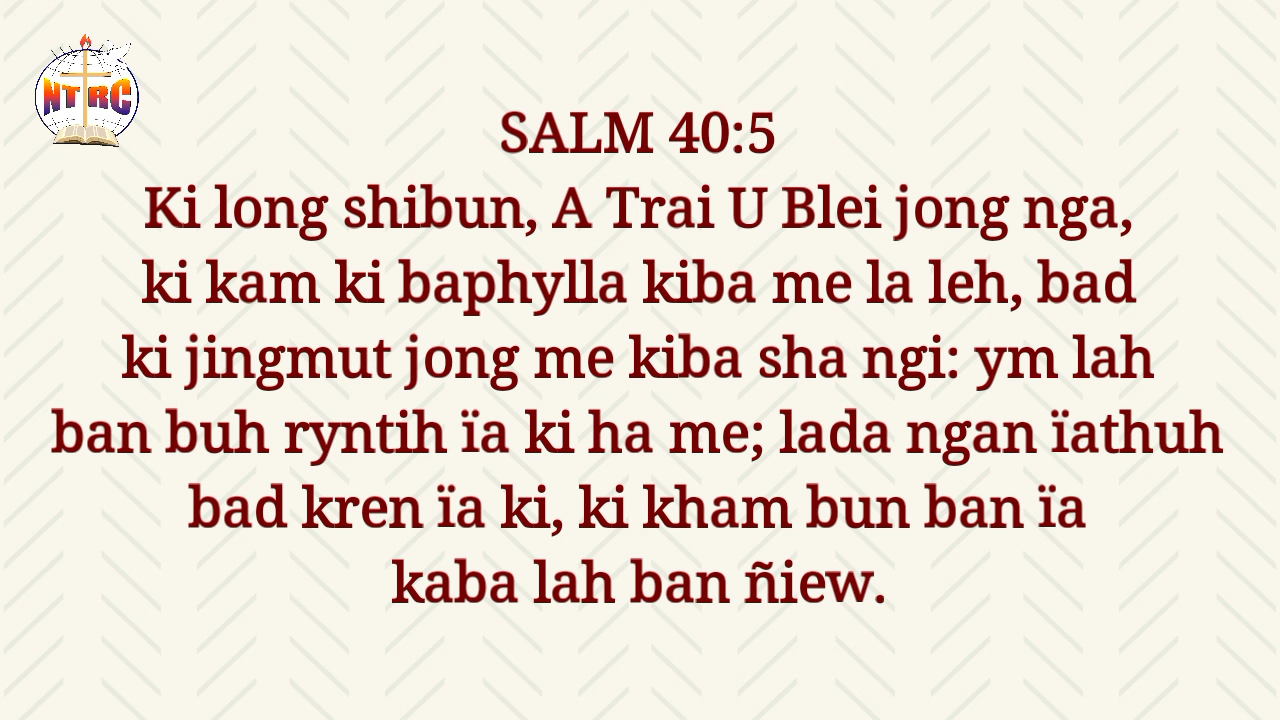 NTRC
SALM 40:5
Ki long shibun, A Trai U Blei jong nga,
ki kam ki baphylla kiba me la leh, bad
ki jingmut jong me kiba sha ngi: ym lah
ban buh ryntih ïa ki ha me; lada ngan ïathuh
bad kren ïa ki, ki kham bun ban ïa
kaba lah ban ñiew.